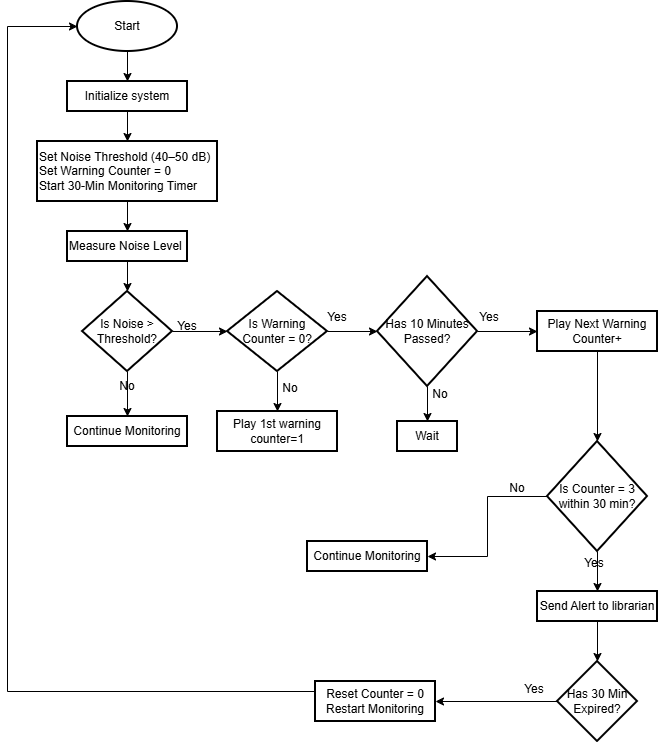 Start
Initialize system
Set Noise Threshold (40–50 dB)
Set Warning Counter = 0
Start 30-Min Monitoring Timer
Measure Noise Level
Is Noise >
Threshold?
Yes
Is Warning
Counter = 0?
Yes
Has 10 Minutes
Passed?
Yes
Play Next Warning
Counter+
No
No
No
Continue Monitoring
Play 1st warning
counter=1
Wait
Is Counter = 3
within 30 min?
No
Continue Monitoring
Yes
Send Alert to librarian
Has 30 Min
Expired?
Yes
Reset Counter = 0
Restart Monitoring